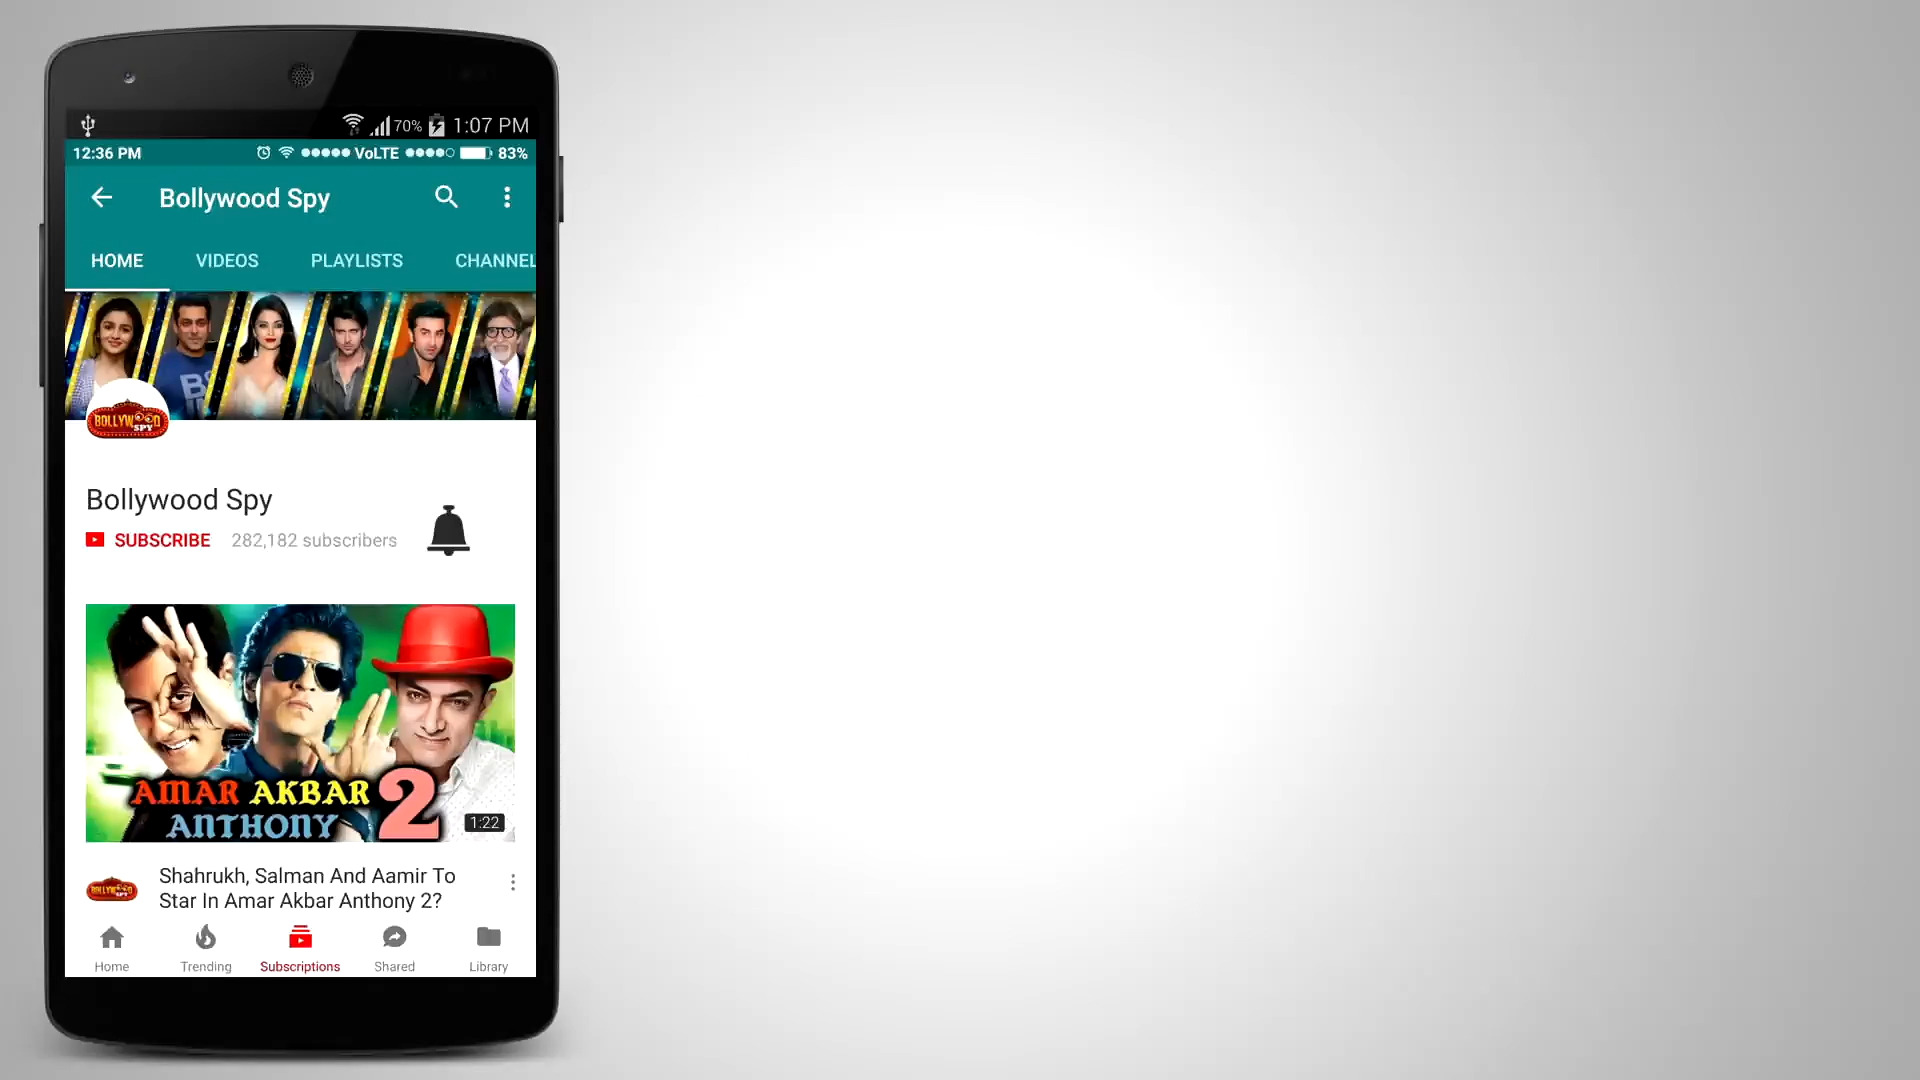 70% 1:07 PM
12:36 PM VoLTE 83%
Bollywood Spy
HOME VIDEOS PLAYLISTS CHANNEL
BOLLYWOOD
SPY
Bollywood Spy
SUBSCRIBE 282,182 subscribers
AMAR AKBAR
ANTHONY 2
1:22
Shahrukh, Salman And Aamir To
Star In Amar Akbar Anthony 2?
BOLLYWOOD
SPY
Home Trending Subscriptions Shared Library